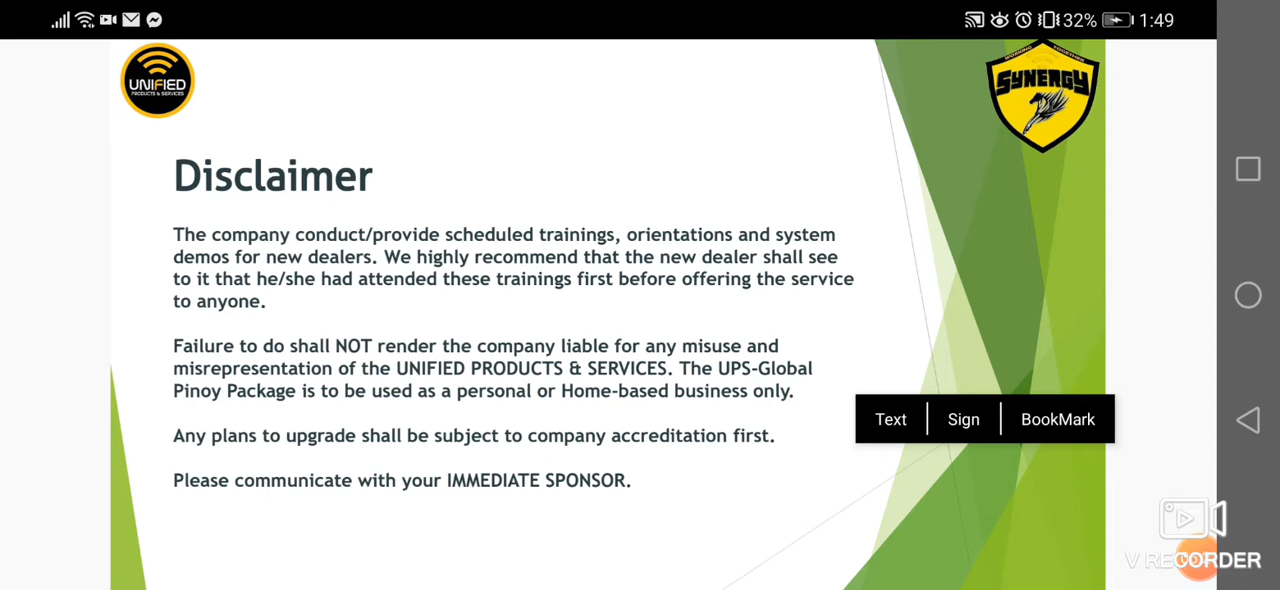 32% 1:49
UNIFIED
PRODUCTS & SERVICES
WORKING TOGETHER
SYNERGY
Disclaimer
The company conduct/provide scheduled trainings, orientations and system
demos for new dealers. We highly recommend that the new dealer shall see
to it that he/she had attended these trainings first before offering the service
to anyone.
Failure to do shall NOT render the company liable for any misuse and
misrepresentation of the UNIFIED PRODUCTS & SERVICES. The UPS-Global
Pinoy Package is to be used as a personal or Home-based business only.
Any plans to upgrade shall be subject to company accreditation first.
Please communicate with your IMMEDIATE SPONSOR.
Text Sign BookMark
V RECORDER